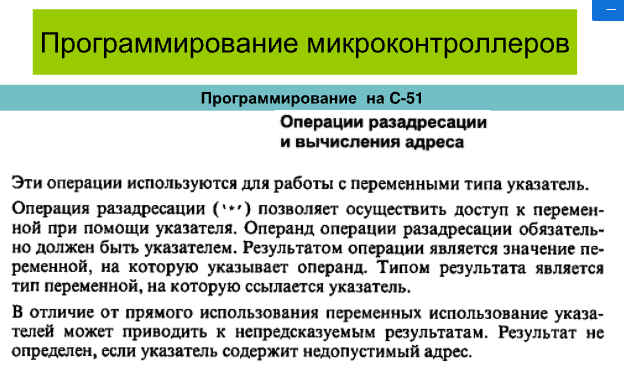 Программирование микроконтроллеров
Программирование на С-51
Операции разадресации
и вычисления адреса
Эти операции используются для работы с переменными типа указатель.
Операция разадресации ('*') позволяет осуществить доступ к перемен-
ной при помощи указателя. Операнд операции разадресации обязатель-
но должен быть указателем. Результатом операции является значение пе-
ременной, на которую указывает операнд. Типом результата является
тип переменной, на которую ссылается указатель.
В отличие от прямого использования переменных использование указа-
телей может приводить к непредсказуемым результатам. Результат не
определен, если указатель содержит недопустимый адрес.